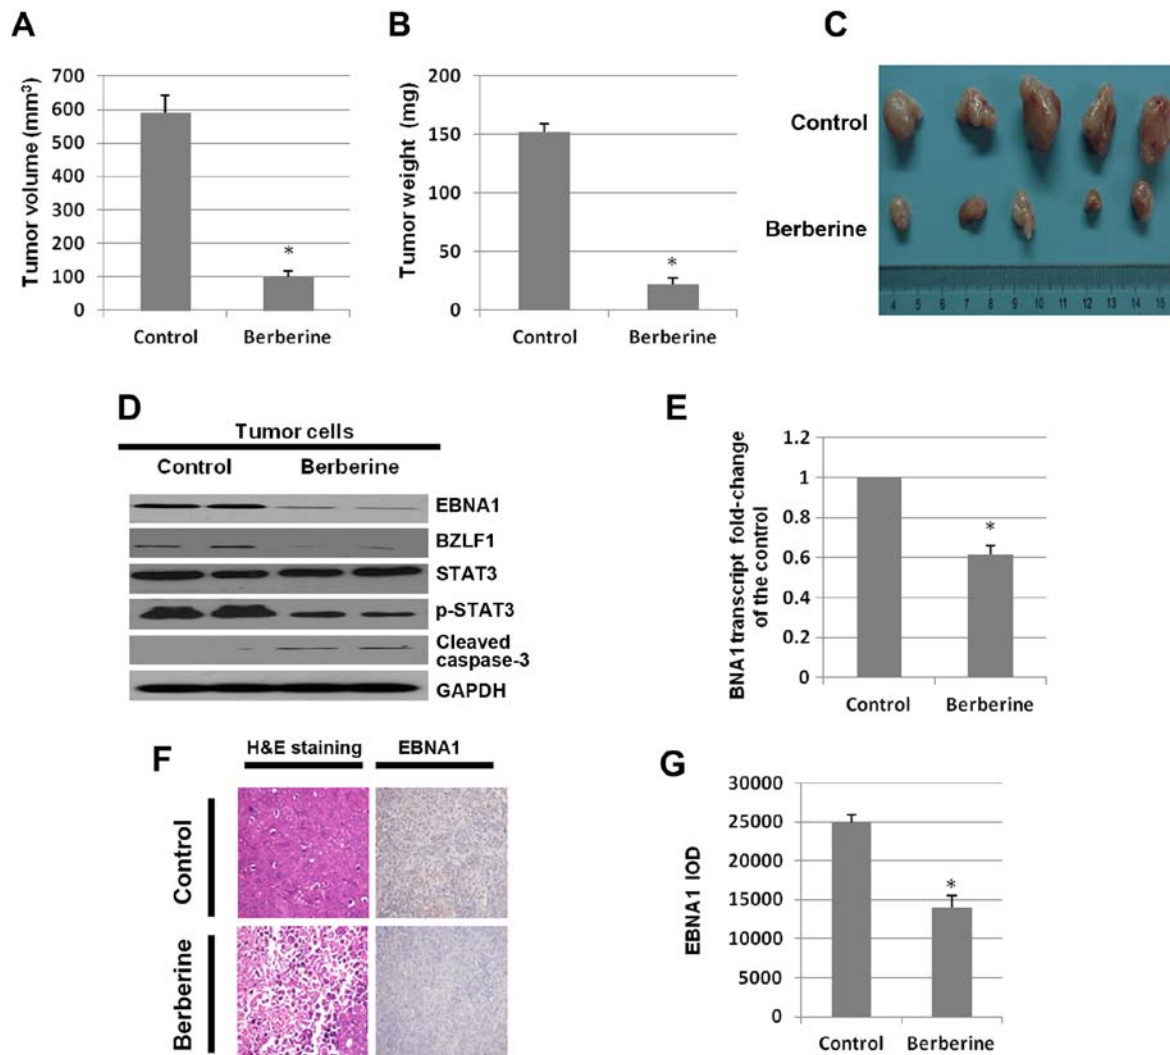 A
Tumor volume (mm³)
700
600
500
400
300
200
100
0
*
Control
Berberine
B
Tumor weight (mg)
200
150
100
50
0
*
Control
Berberine
C
Control
Berberine
4 5 6 7 8 9 10 11 12 13 14 15
D
Tumor cells
Control Berberine
EBNA1
BZLF1
STAT3
p-STAT3
Cleaved
caspase-3
GAPDH
E
BNA1 transcript fold-change
of the control
1.2
1
0.8
0.6
0.4
0.2
0
*
Control
Berberine
F
H&E staining
EBNA1
Control
Berberine
G
EBNA1 IOD
30000
25000
20000
15000
10000
5000
0
*
Control
Berberine